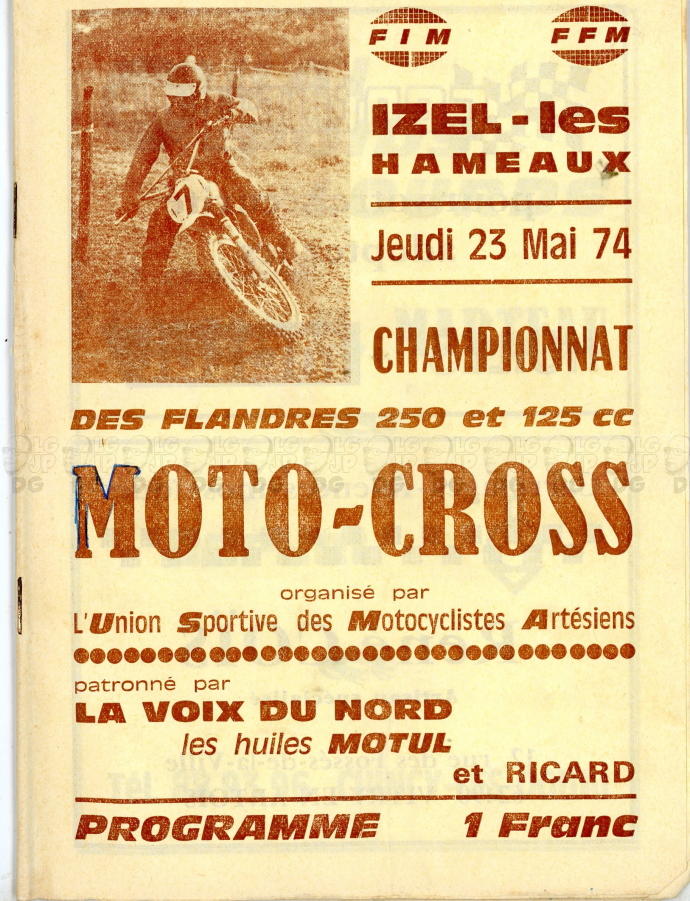 FIM FFM
IZEL-les
HAMEAUX
Jeudi 23 Mai 74
CHAMPIONNAT
DES FLANDRES 250 et 125 cc
MOTO-CROSS
organisé par
L'Union Sportive des Motocyclistes Artésiens
patronné par
LA VOIX DU NORD
les huiles MOTUL
et RICARD
PROGRAMME 1 Franc
7